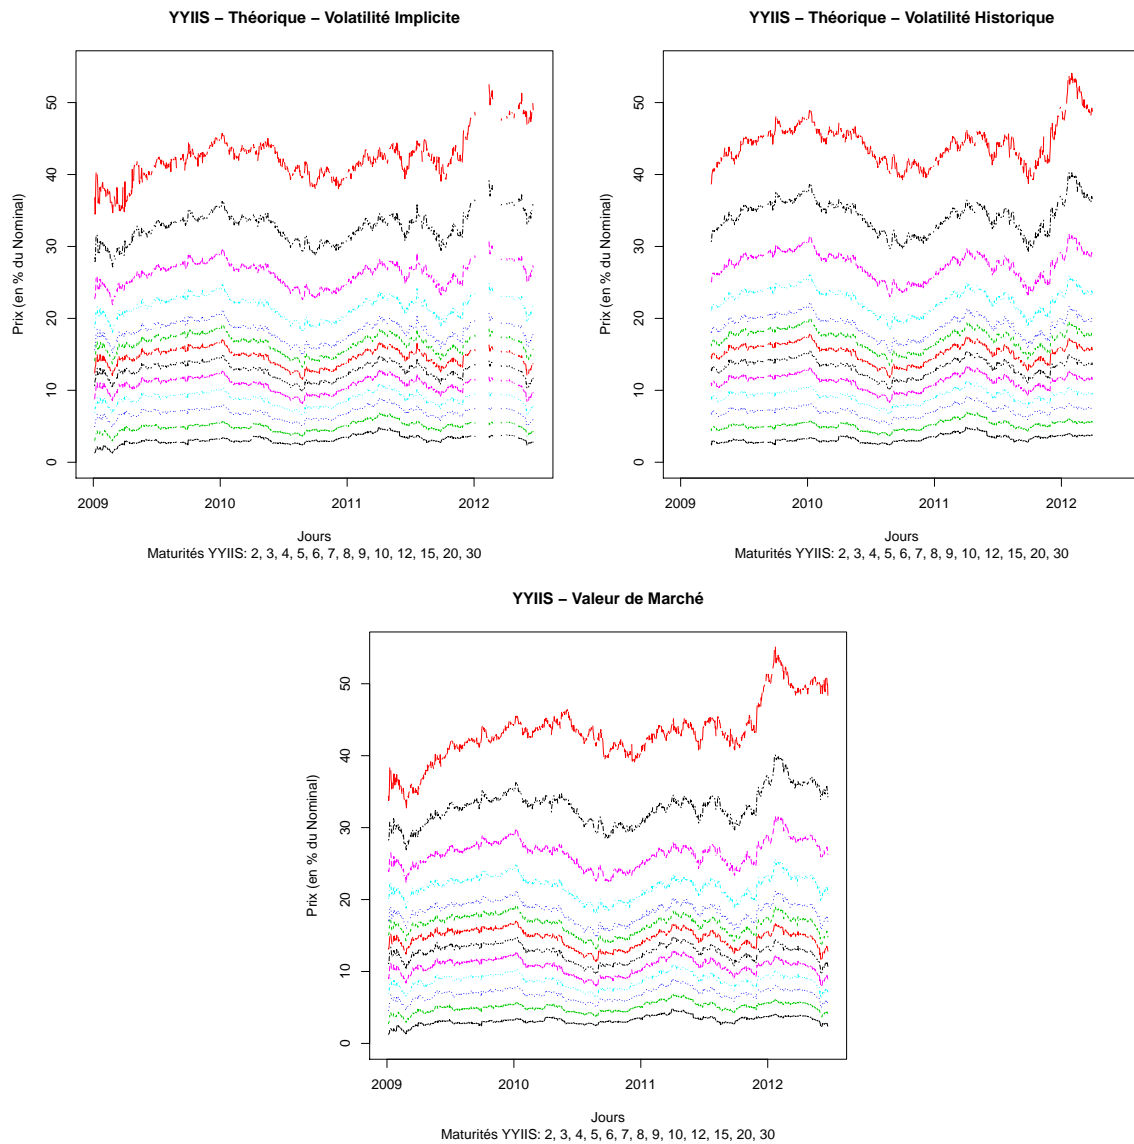 YYIIS – Théorique – Volatilité Implicite
Prix (en % du Nominal)
50
40
30
20
10
0
2009 2010 2011 2012
Jours
Maturités YYIIS: 2, 3, 4, 5, 6, 7, 8, 9, 10, 12, 15, 20, 30
YYIIS – Théorique – Volatilité Historique
Prix (en % du Nominal)
50
40
30
20
10
0
2009 2010 2011 2012
Jours
Maturités YYIIS: 2, 3, 4, 5, 6, 7, 8, 9, 10, 12, 15, 20, 30
YYIIS – Valeur de Marché
Prix (en % du Nominal)
50
40
30
20
10
0
2009 2010 2011 2012
Jours
Maturités YYIIS: 2, 3, 4, 5, 6, 7, 8, 9, 10, 12, 15, 20, 30